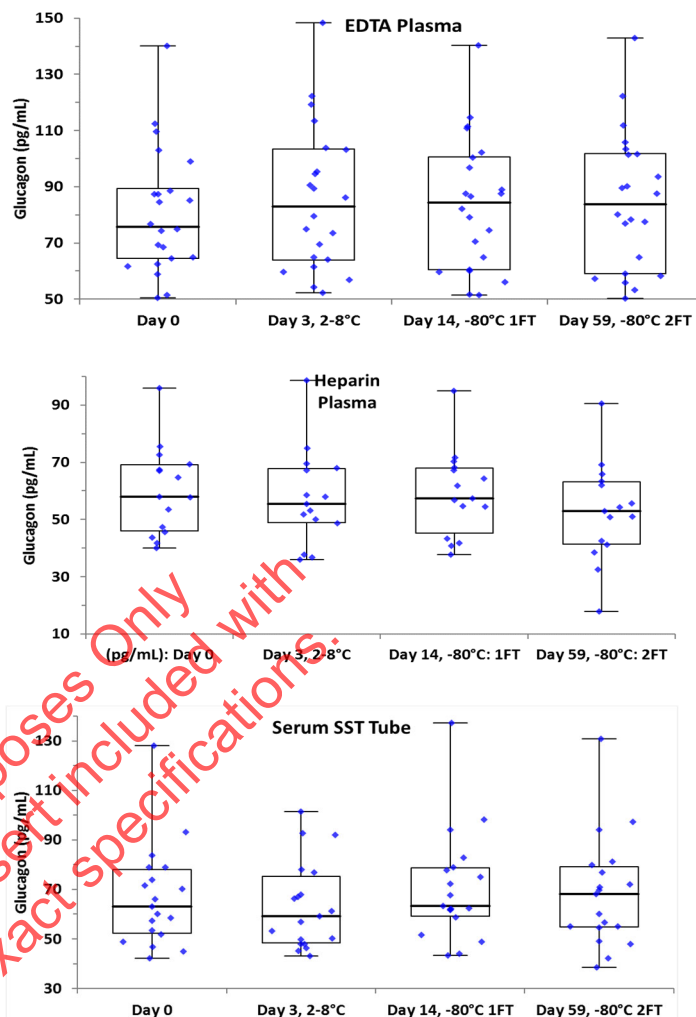 EDTA Plasma
Glucagon (pg/mL)
150
130
110
90
70
50
Day 0
Day 3, 2-8°C
Day 14, -80°C 1FT
Day 59, -80°C 2FT
Heparin
Plasma
Glucagon (pg/mL)
90
70
50
30
10
(pg/mL): Day 0
Day 3, 2-8°C
Day 14, -80°C: 1FT
Day 59, -80°C: 2FT
Serum SST Tube
Glucagon (pg/mL)
130
110
90
70
50
30
Day 0
Day 3, 2-8°C
Day 14, -80°C 1FT
Day 59, -80°C 2FT
Only
included with
specifications.